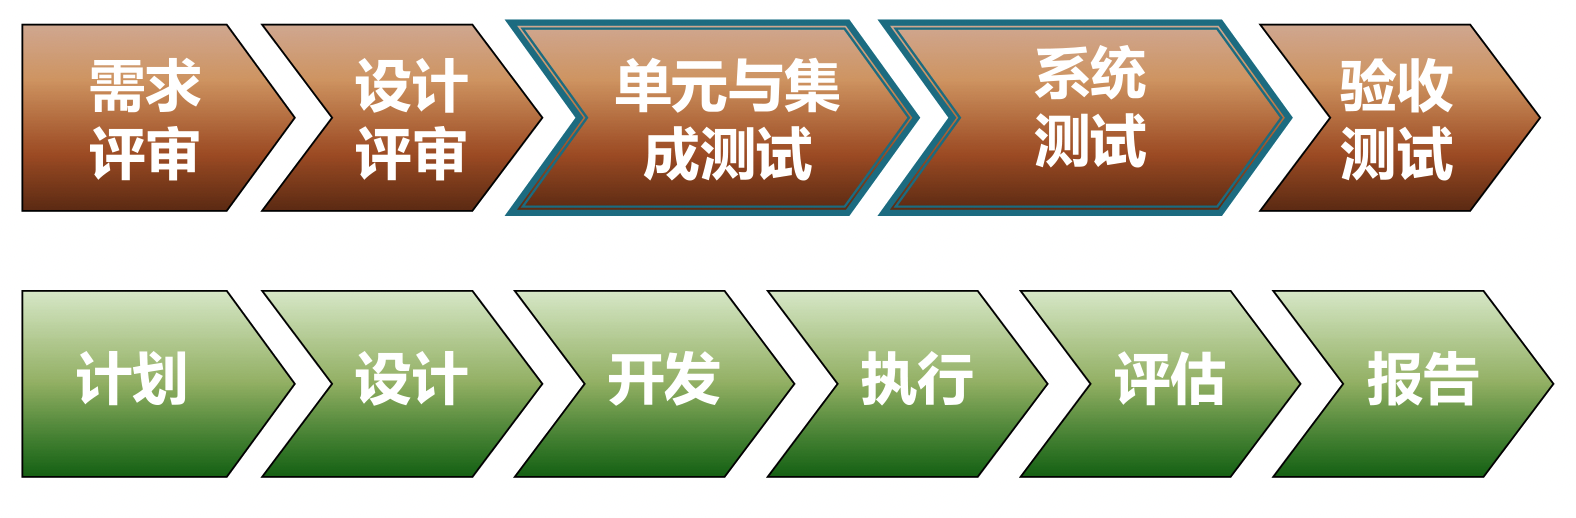 需求
评审
设计
评审
单元与集
成测试
系统
测试
验收
测试
计划
设计
开发
执行
评估
报告